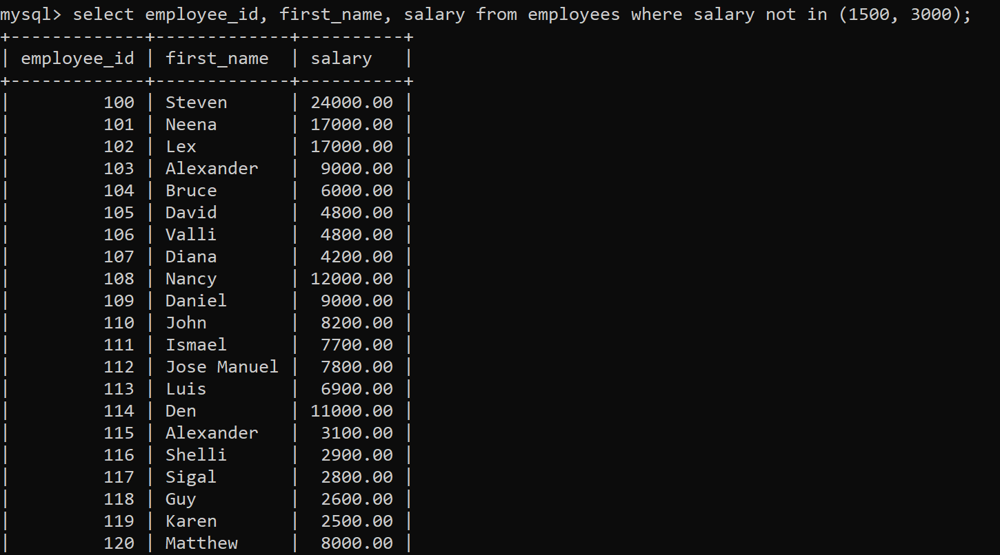 mysql> select employee_id, first_name, salary from employees where salary not in (1500, 3000);
+-------------+-------------+----------+
| employee_id | first_name  | salary   |
+-------------+-------------+----------+
|         100 | Steven      | 24000.00 |
|         101 | Neena       | 17000.00 |
|         102 | Lex         | 17000.00 |
|         103 | Alexander   |  9000.00 |
|         104 | Bruce       |  6000.00 |
|         105 | David       |  4800.00 |
|         106 | Valli       |  4800.00 |
|         107 | Diana       |  4200.00 |
|         108 | Nancy       | 12000.00 |
|         109 | Daniel      |  9000.00 |
|         110 | John        |  8200.00 |
|         111 | Ismael      |  7700.00 |
|         112 | Jose Manuel |  7800.00 |
|         113 | Luis        |  6900.00 |
|         114 | Den         | 11000.00 |
|         115 | Alexander   |  3100.00 |
|         116 | Shelli      |  2900.00 |
|         117 | Sigal       |  2800.00 |
|         118 | Guy         |  2600.00 |
|         119 | Karen       |  2500.00 |
|         120 | Matthew     |  8000.00 |